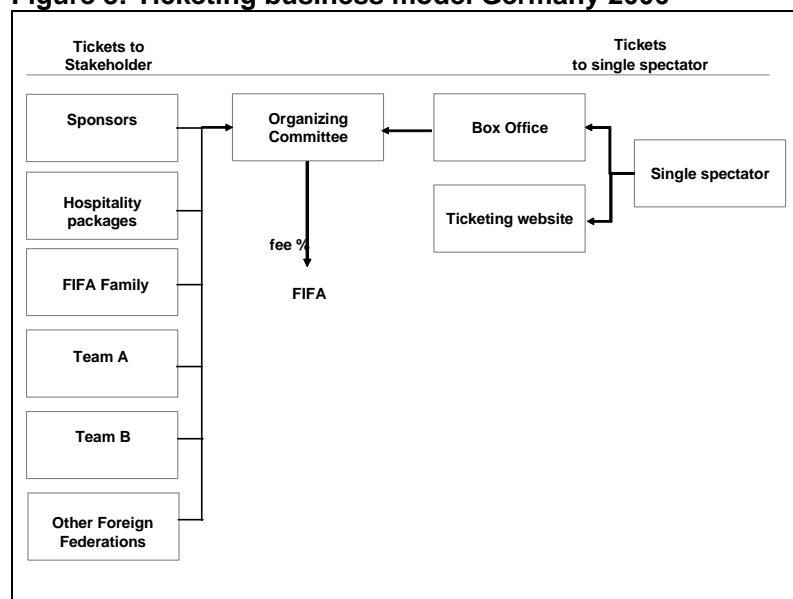 Figure Ticketing business model Germany 2006
Tickets to
Stakeholder
Tickets
to single spectator
Sponsors
Organizing
Committee
Box Office
Single spectator
Hospitality
packages
Ticketing website
fee %
FIFA Family
FIFA
Team A
Team B
Other Foreign
Federations